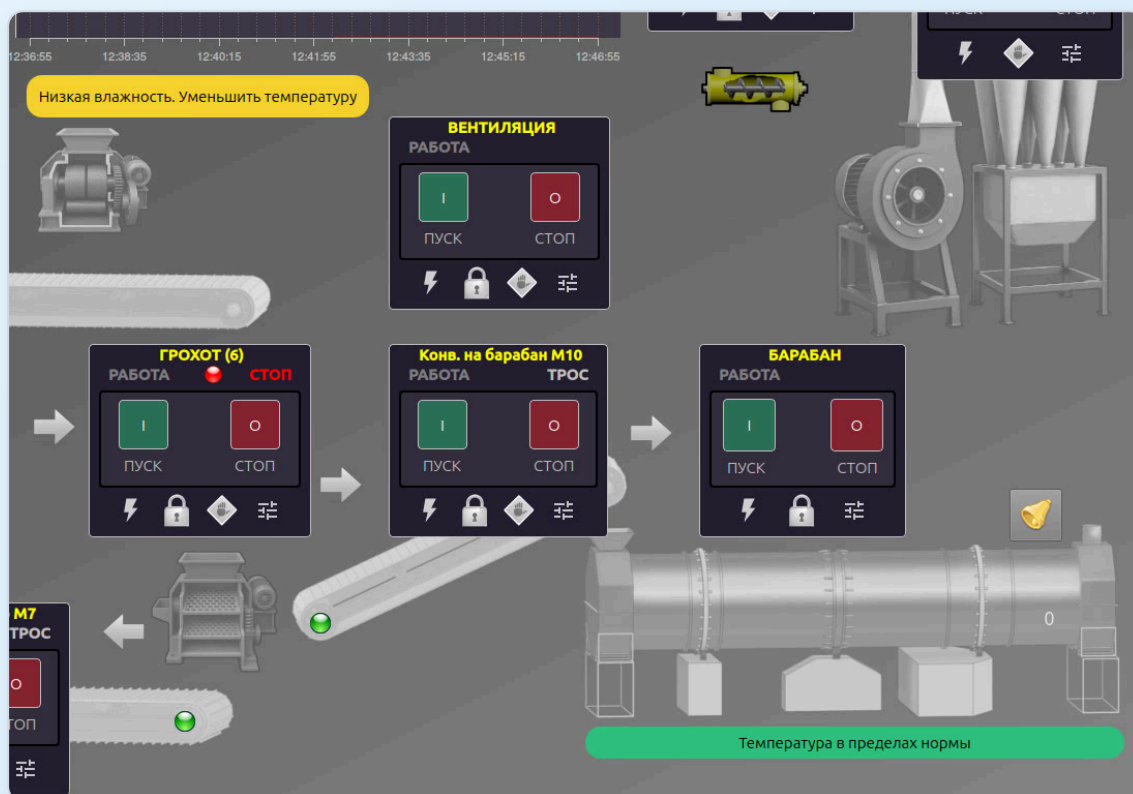 ПУСК СТОП
12:36:55 12:38:35 12:40:15 12:41:55 12:43:35 12:45:15 12:46:55
Низкая влажность. Уменьшить температуру
ВЕНТИЛЯЦИЯ
РАБОТА
I O
ПУСК СТОП
ГРОХОТ (6)
РАБОТА СТОП
I O
ПУСК СТОП
Конв. на барабан М10
РАБОТА ТРОС
I O
ПУСК СТОП
БАРАБАН
РАБОТА
I O
ПУСК СТОП
М7
ТРОС
O
ТОП
0
Температура в пределах нормы